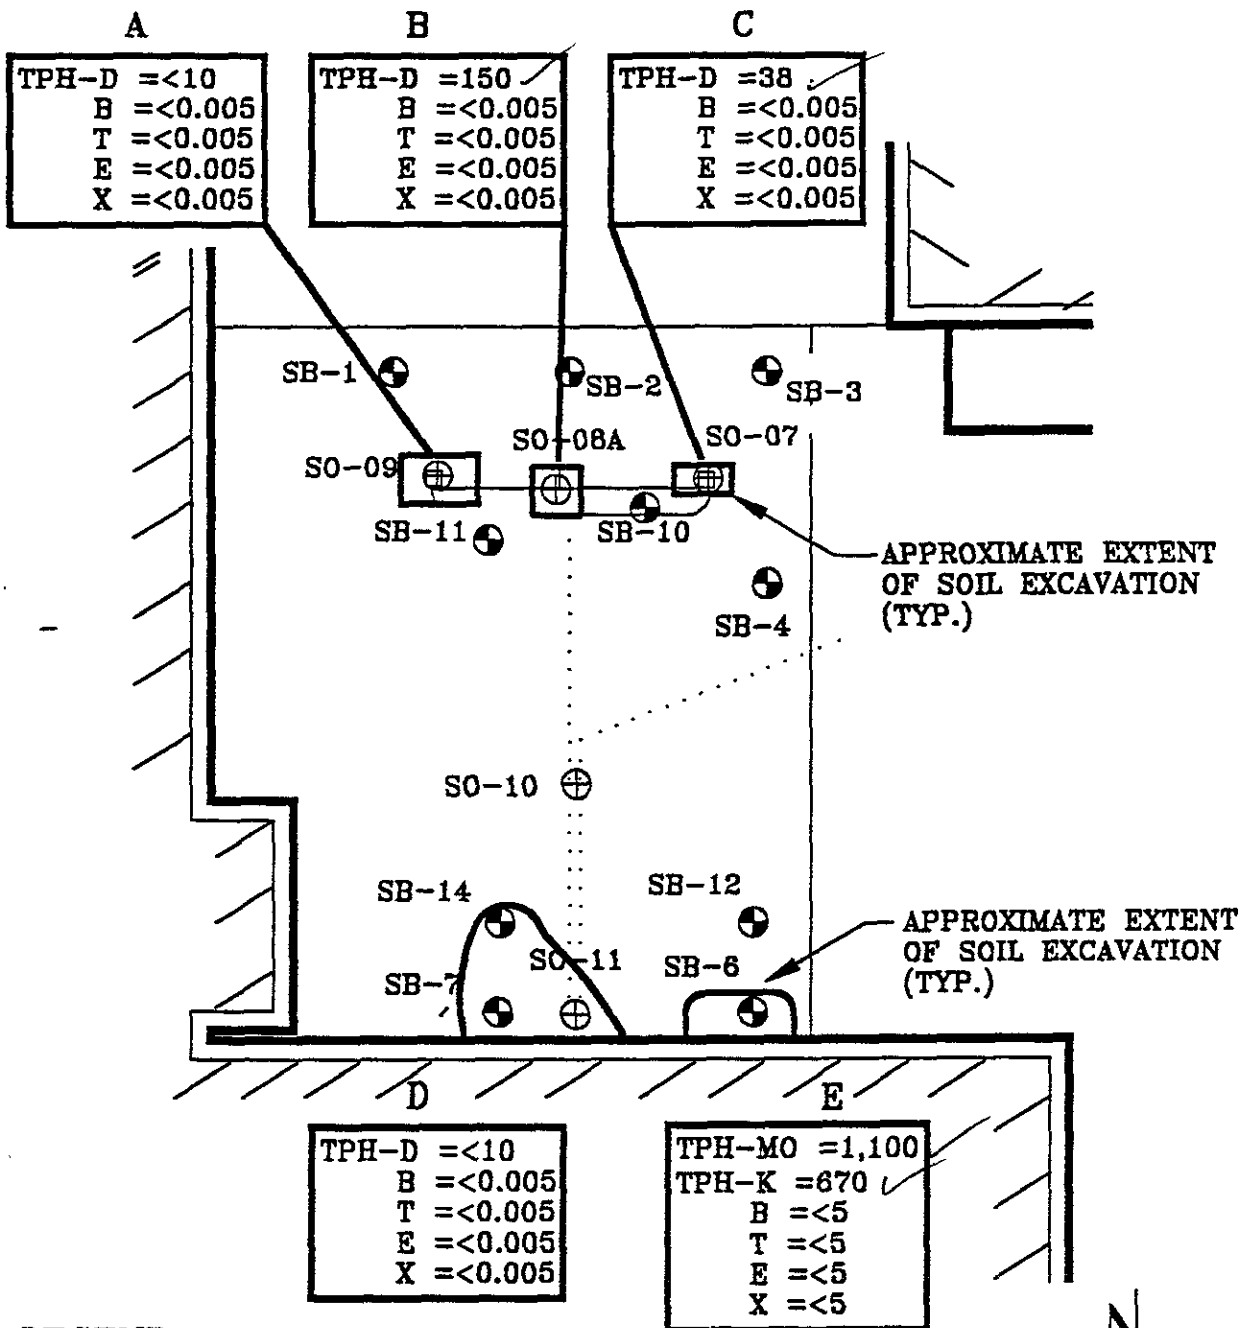 A
B
C
TPH-D =<10
B =<0.005
T =<0.005
E =<0.005
X =<0.005
TPH-D =150
B =<0.005
T =<0.005
E =<0.005
X =<0.005
TPH-D =38
B =<0.005
T =<0.005
E =<0.005
X =<0.005
SB-1
SB-2
SB-3
SO-09
SO-08A
SO-07
SB-11
SB-10
APPROXIMATE EXTENT
OF SOIL EXCAVATION
(TYP.)
SB-4
SO-10
SB-14
SB-12
APPROXIMATE EXTENT
OF SOIL EXCAVATION
(TYP.)
SO-11
SB-6
SB-7
D
E
TPH-D =<10
B =<0.005
T =<0.005
E =<0.005
X =<0.005
TPH-MO =1,100
TPH-K =670
B =<5
T =<5
E =<5
X =<5
N